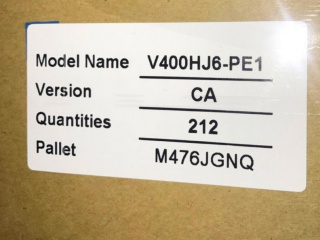 Model Name V400HJ6-PE1
Version CA
Quantities 212
Pallet M476JGNQ